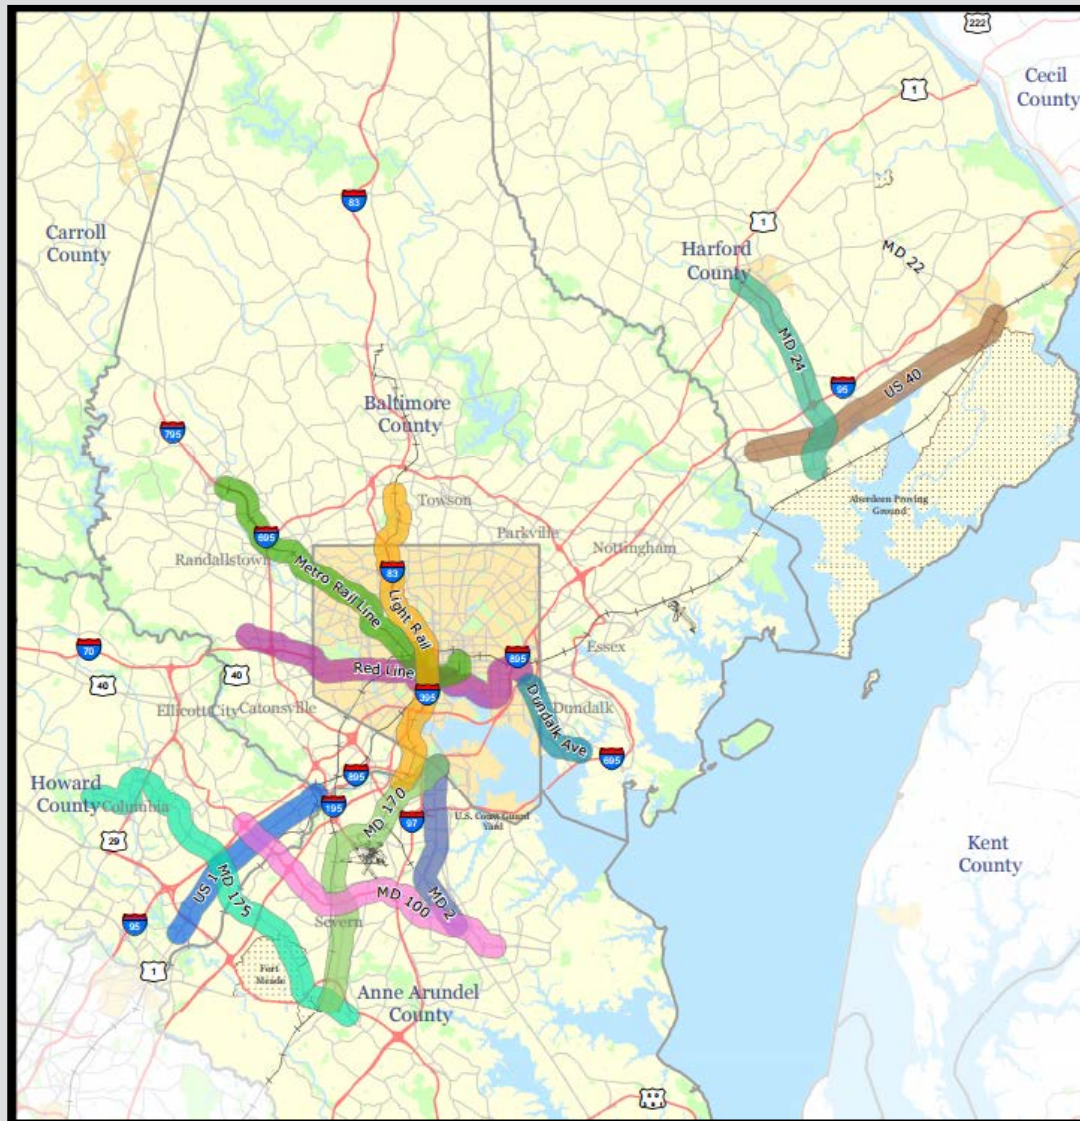 222
Cecil
County
1
83
1
Carroll
County
Harford
County
MD 22
MD 24
95
US 40
Baltimore
County
795
Towson
Aberdeen Proving
Ground
Parkville
695
Nottingham
Randallstown
Metro Rail Line
83
Light Rail
70
40
40
Red Line
895
Essex
395
Ellicott City
Catonsville
Dundalk Ave
Dundalk
695
Howard
County
Columbia
895
195
MD 170
97
U.S. Coast Guard
Yard
29
Kent
County
US 1
MD 175
MD 100
MD 2
Severn
95
1
Fort
Meade
Anne Arundel
County